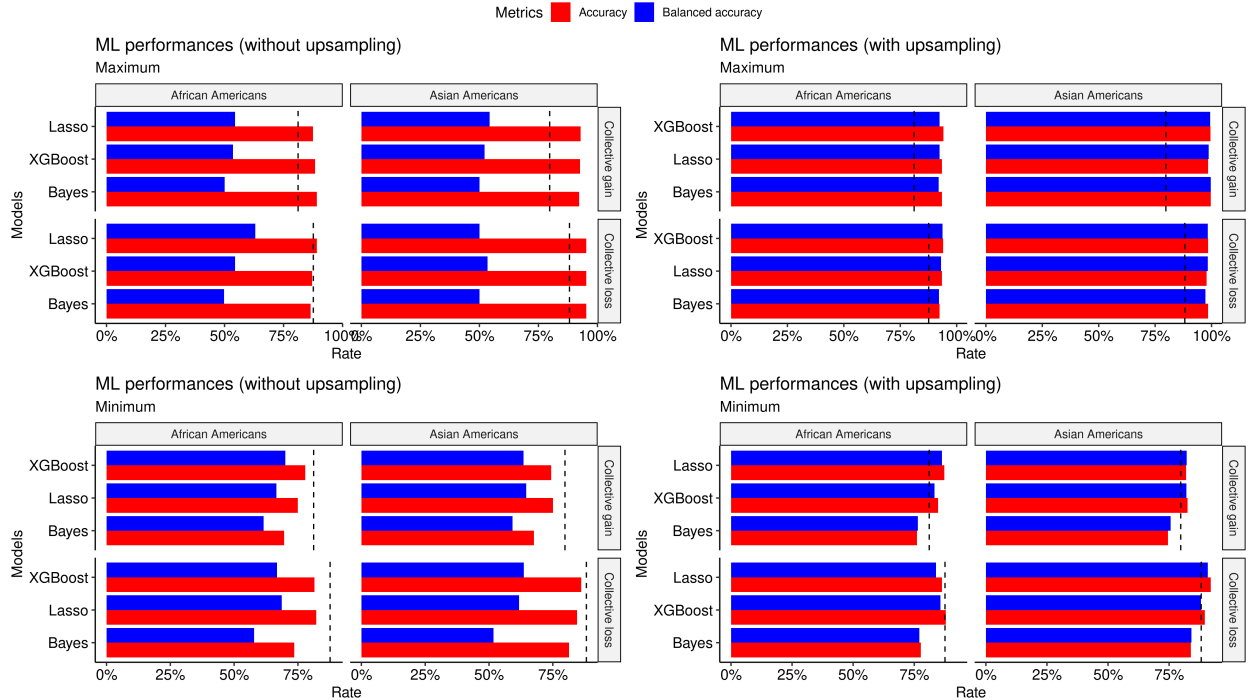 Metrics Accuracy Balanced accuracy
ML performances (without upsampling)
Maximum
African Americans Asian Americans
Models
Lasso
XGBoost
Bayes
Collective gain
Lasso
XGBoost
Bayes
Collective loss
0% 25% 50% 75% 100% 0% 25% 50% 75% 100%
Rate
ML performances (with upsampling)
Maximum
African Americans Asian Americans
Models
XGBoost
Lasso
Bayes
Collective gain
XGBoost
Lasso
Bayes
Collective loss
0% 25% 50% 75% 100% 0% 25% 50% 75% 100%
Rate
ML performances (without upsampling)
Minimum
African Americans Asian Americans
Models
XGBoost
Lasso
Bayes
Collective gain
XGBoost
Lasso
Bayes
Collective loss
0% 25% 50% 75% 0% 25% 50% 75%
Rate
ML performances (with upsampling)
Minimum
African Americans Asian Americans
Models
Lasso
XGBoost
Bayes
Collective gain
Lasso
XGBoost
Bayes
Collective loss
0% 25% 50% 75% 0% 25% 50% 75%
Rate